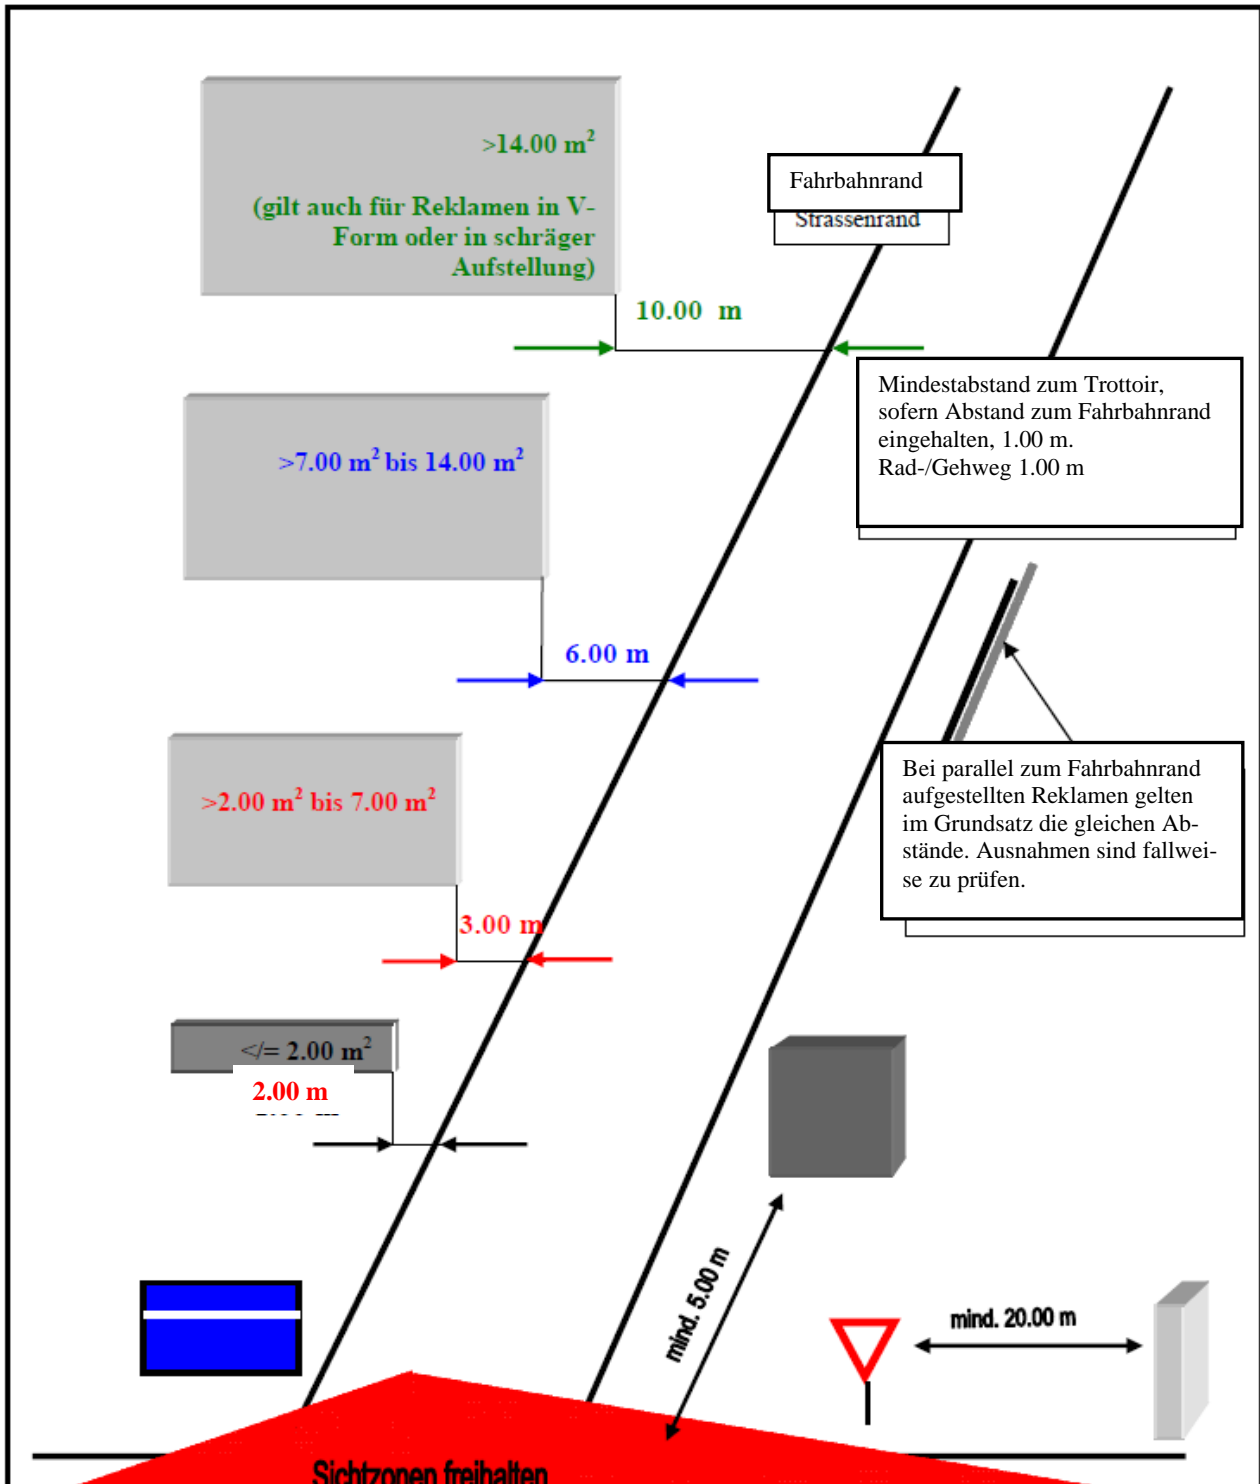 >14.00 m²
(gilt auch für Reklamen in V-
Form oder in schräger
Aufstellung)
Fahrbahnrand
Strassenrand
10.00 m
Mindestabstand zum Trottoir,
sofern Abstand zum Fahrbahnrand
eingehalten, 1.00 m.
Rad-/Gehweg 1.00 m
>7.00 m² bis 14.00 m²
6.00 m
>2.00 m² bis 7.00 m²
Bei parallel zum Fahrbahnrand
aufgestellten Reklamen gelten
im Grundsatz die gleichen Ab-
stände. Ausnahmen sind fallwei-
se zu prüfen.
3.00 m
</= 2.00 m²
2.00 m
mind. 5.00 m
mind. 20.00 m
Sichtzonen freihalten